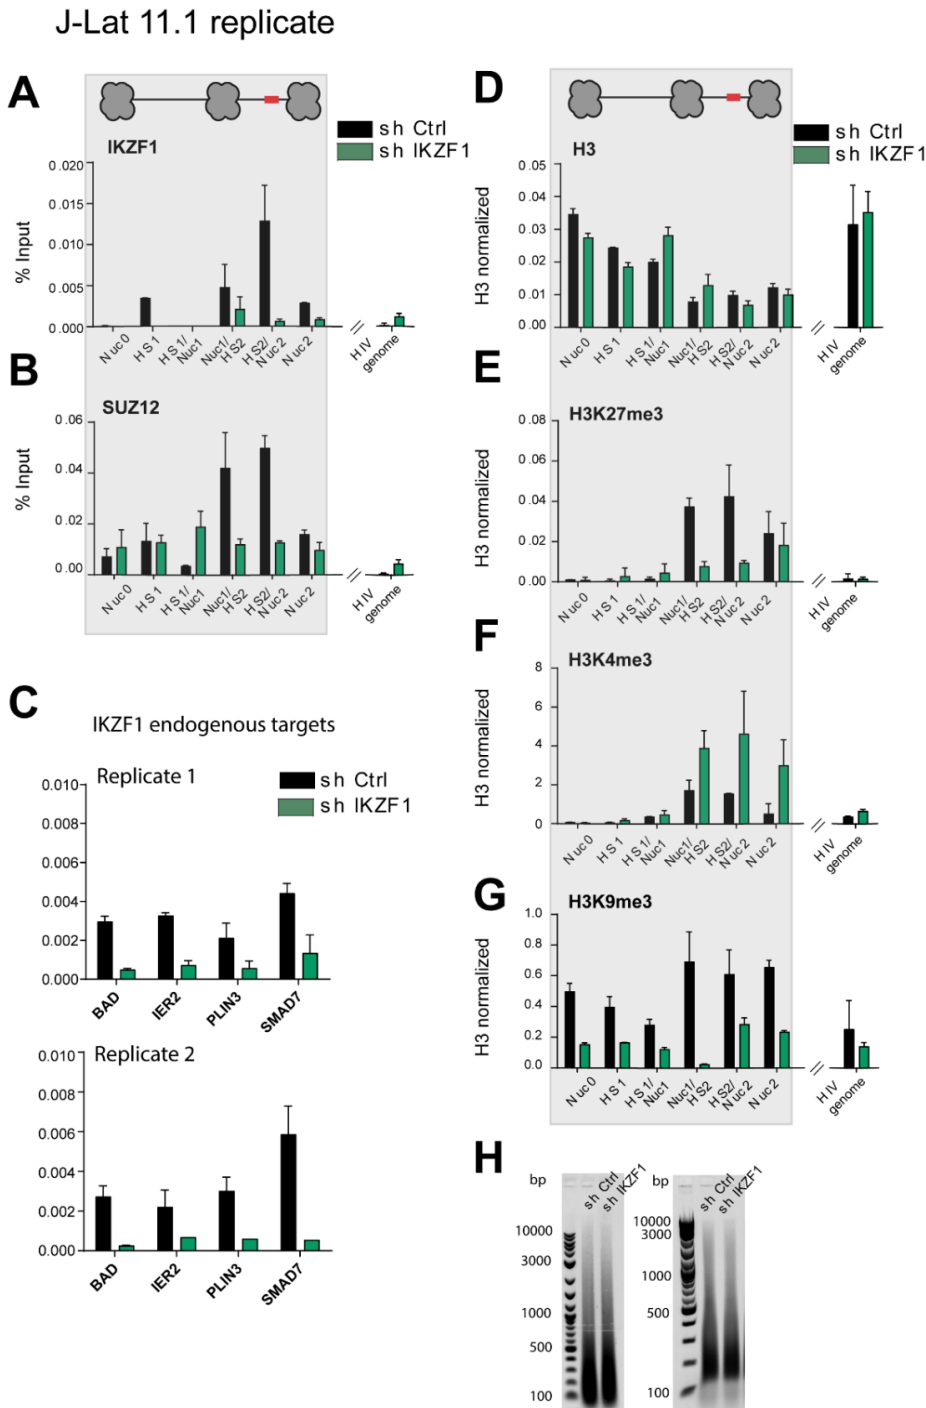 J-Lat 11.1 replicate
A
sh Ctrl
sh IKZF1
IKZF1
% Input
0.020
0.015
0.010
0.005
0.000
Nuc0
HS1
HS1/
Nuc1
Nuc1/
HS2
HS2/
Nuc2
Nuc2
//
HIV
genome
B
SUZ12
% Input
0.06
0.04
0.02
0.00
Nuc0
HS1
HS1/
Nuc1
Nuc1/
HS2
HS2/
Nuc2
Nuc2
//
HIV
genome
C
IKZF1 endogenous targets
Replicate 1
sh Ctrl
sh IKZF1
0.010
0.008
0.006
0.004
0.002
0.000
BAD
IER2
PLIN3
SMAD7
Replicate 2
0.010
0.008
0.006
0.004
0.002
0.000
BAD
IER2
PLIN3
SMAD7
D
sh Ctrl
sh IKZF1
H3
H3 normalized
0.05
0.04
0.03
0.02
0.01
0.00
Nuc0
HS1
HS1/
Nuc1
Nuc1/
HS2
HS2/
Nuc2
Nuc2
//
HIV
genome
E
H3K27me3
H3 normalized
0.08
0.06
0.04
0.02
0.00
Nuc0
HS1
HS1/
Nuc1
Nuc1/
HS2
HS2/
Nuc2
Nuc2
//
HIV
genome
F
H3K4me3
H3 normalized
8
6
4
2
0
Nuc0
HS1
HS1/
Nuc1
Nuc1/
HS2
HS2/
Nuc2
Nuc2
//
HIV
genome
G
H3K9me3
H3 normalized
1.0
0.8
0.6
0.4
0.2
0.0
Nuc0
HS1
HS1/
Nuc1
Nuc1/
HS2
HS2/
Nuc2
Nuc2
//
HIV
genome
H
bp
sh Ctrl
sh IKZF1
10000
3000
1000
500
100
bp
sh Ctrl
sh IKZF1
10000
3000
1000
500
100